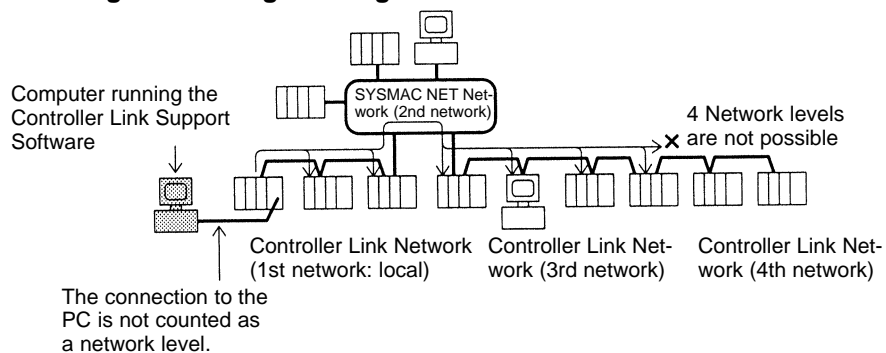 SYSMAC NET Net-
work (2nd network)
Computer running the
Controller Link Support
Software
4 Network levels
are not possible
Controller Link Network
(1st network: local)
Controller Link Net-
work (3rd network)
Controller Link Net-
work (4th network)
The connection to the
PC is not counted as
a network level.